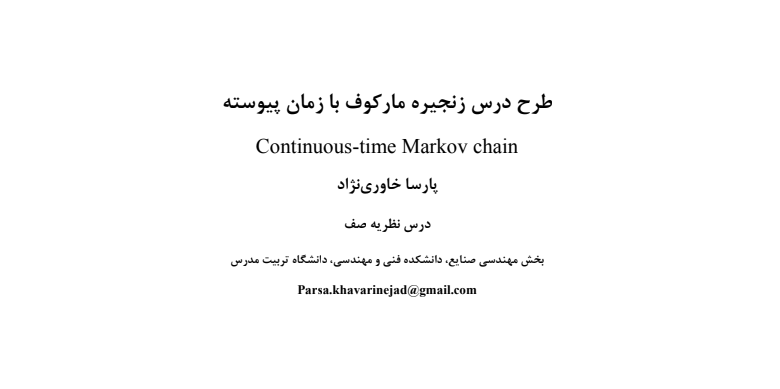 طرح درس زنجیره مارکوف با زمان پیوسته
Continuous-time Markov chain
پارسا خاوری‌نژاد
درس نظریه صف
بخش مهندسی صنایع، دانشکده فنی و مهندسی، دانشگاه تربیت مدرس
Parsa.khavarinejad@gmail.com